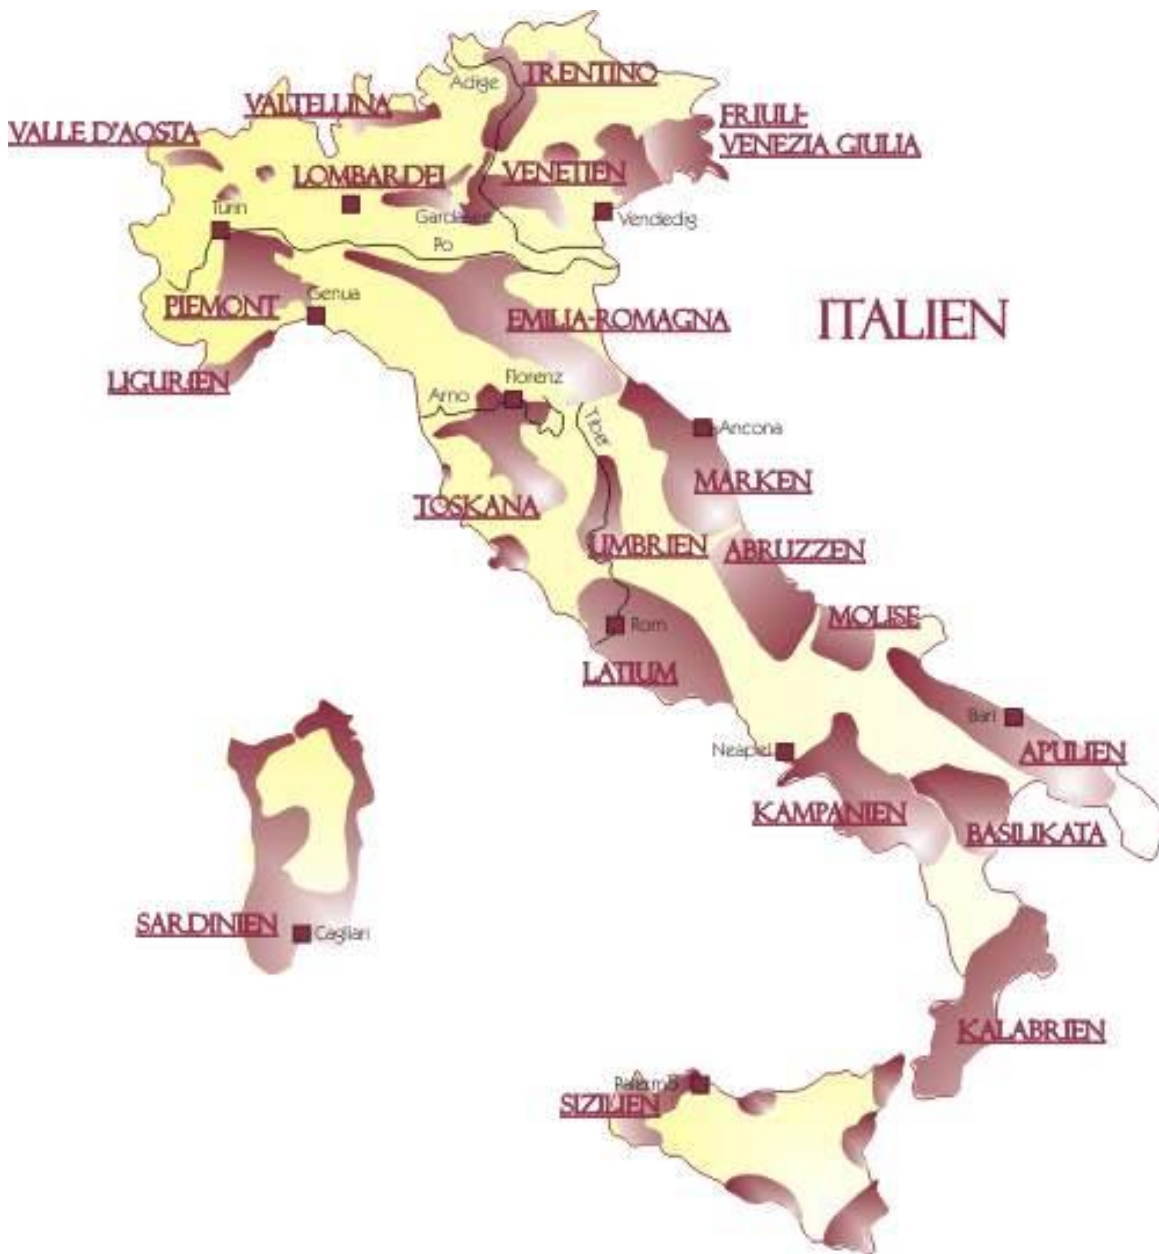 Adige
TRENTINO
VALTELLINA
VALLE D'AOSTA
FRIULI-
VENEZIA GIULIA
LOMBARDEI
VENETIEN
Turin
Gardasee
Vendedig
Po
PIEMONT
Genua
EMILIA-ROMAGNA
ITALIEN
LIGURIEN
Arno
Florenz
Tiber
Ancona
MARKEN
TOSKANA
UMBRIEN
ABRUZZEN
MOLISE
Rom
LATIUM
Bari
Neapel
APULIEN
KAMPANIEN
BASILIKATA
SARDINIEN
Cagliari
KALABRIEN
Palermo
SIZILIEN